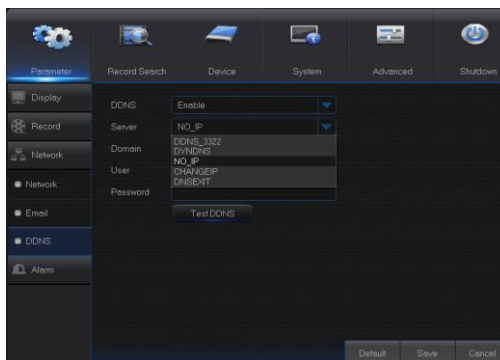 Parameter Record Search Device System Advanced Shutdown
Display
Record
Network
Network
Email
DDNS
Alarm
DDNS Enable
Server NO_IP
Domain
User
Password
DDNS_3322
DYNDNS
NO_IP
CHANGEIP
DNSEXIT
Test DDNS
Default Save Cancel